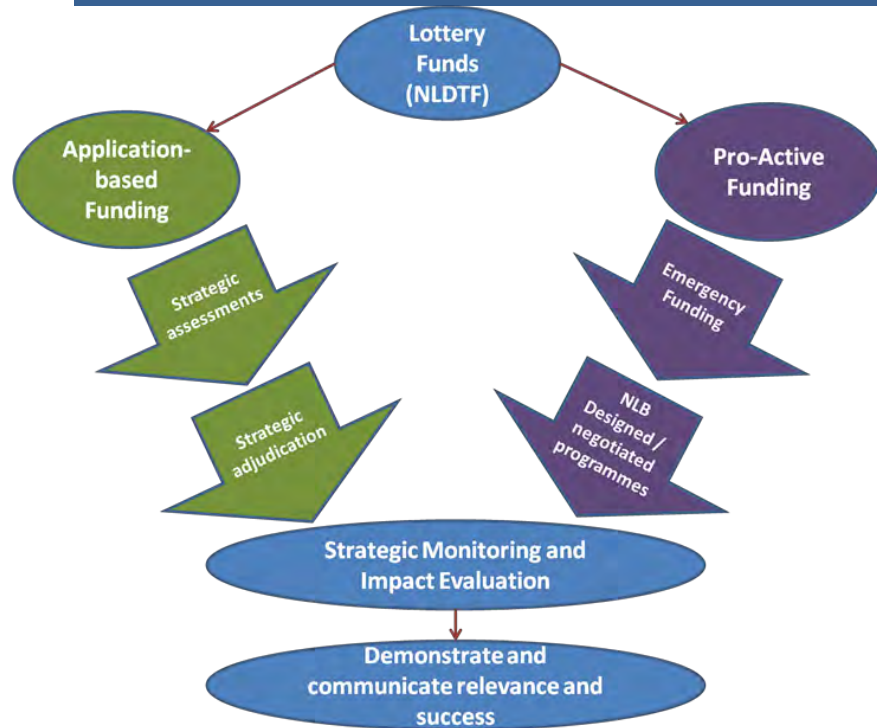 Lottery
Funds
(NLDTF)
Application-
based
Funding
Pro-Active
Funding
Strategic
assessments
Emergency
Funding
Strategic
adjudication
NLB
Designed /
negotiated
programmes
Strategic Monitoring and
Impact Evaluation
Demonstrate and
communicate relevance and
success